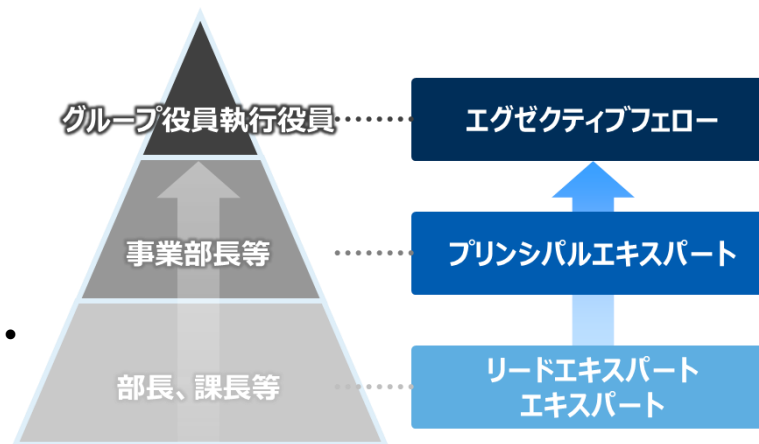 グループ役員執行役員
エグゼクティブフェロー
事業部長等
プリンシパルエキスパート
部長、課長等
リードエキスパート
エキスパート